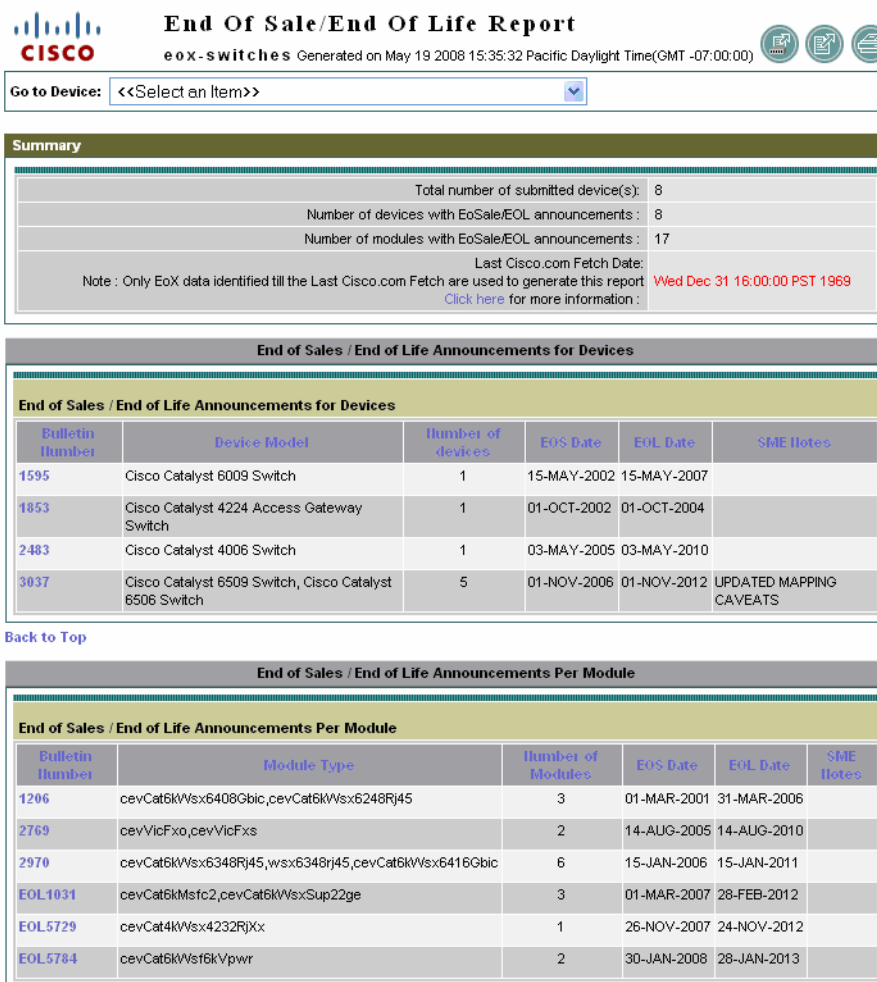 CISCO
End Of Sale/End Of Life Report
eox-switches Generated on May 19 2008 15:35:32 Pacific Daylight Time(GMT -07:00:00)
Go to Device: <<Select an Item>>
Summary
Total number of submitted device(s): 8
Number of devices with EoSale/EOL announcements : 8
Number of modules with EoSale/EOL announcements : 17
Last Cisco.com Fetch Date:
Note : Only EoX data identified till the Last Cisco.com Fetch are used to generate this report Wed Dec 31 16:00:00 PST 1969
Click here for more information :
End of Sales / End of Life Announcements for Devices
End of Sales / End of Life Announcements for Devices
Bulletin Number Device Model Number of devices EOS Date EOL Date SME Notes
1595 Cisco Catalyst 6009 Switch 1 15-MAY-2002 15-MAY-2007
1853 Cisco Catalyst 4224 Access Gateway Switch 1 01-OCT-2002 01-OCT-2004
2483 Cisco Catalyst 4006 Switch 1 03-MAY-2005 03-MAY-2010
3037 Cisco Catalyst 6509 Switch, Cisco Catalyst 6506 Switch 5 01-NOV-2006 01-NOV-2012 UPDATED MAPPING CAVEATS
Back to Top
End of Sales / End of Life Announcements Per Module
End of Sales / End of Life Announcements Per Module
Bulletin Number Module Type Number of Modules EOS Date EOL Date SME Notes
1206 cevCat6kWsx6408Gbic,cevCat6kWsx6248Rj45 3 01-MAR-2001 31-MAR-2006
2769 cevVicFxo,cevVicFxs 2 14-AUG-2005 14-AUG-2010
2970 cevCat6kWsx6348Rj45,wsx6348rj45,cevCat6kWsx6416Gbic 6 15-JAN-2006 15-JAN-2011
EOL1031 cevCat6kMsfc2,cevCat6kWsxSup22ge 3 01-MAR-2007 28-FEB-2012
EOL5729 cevCat4kWsx4232RjXx 1 26-NOV-2007 24-NOV-2012
EOL5784 cevCat6kWsf6kVpwr 2 30-JAN-2008 28-JAN-2013